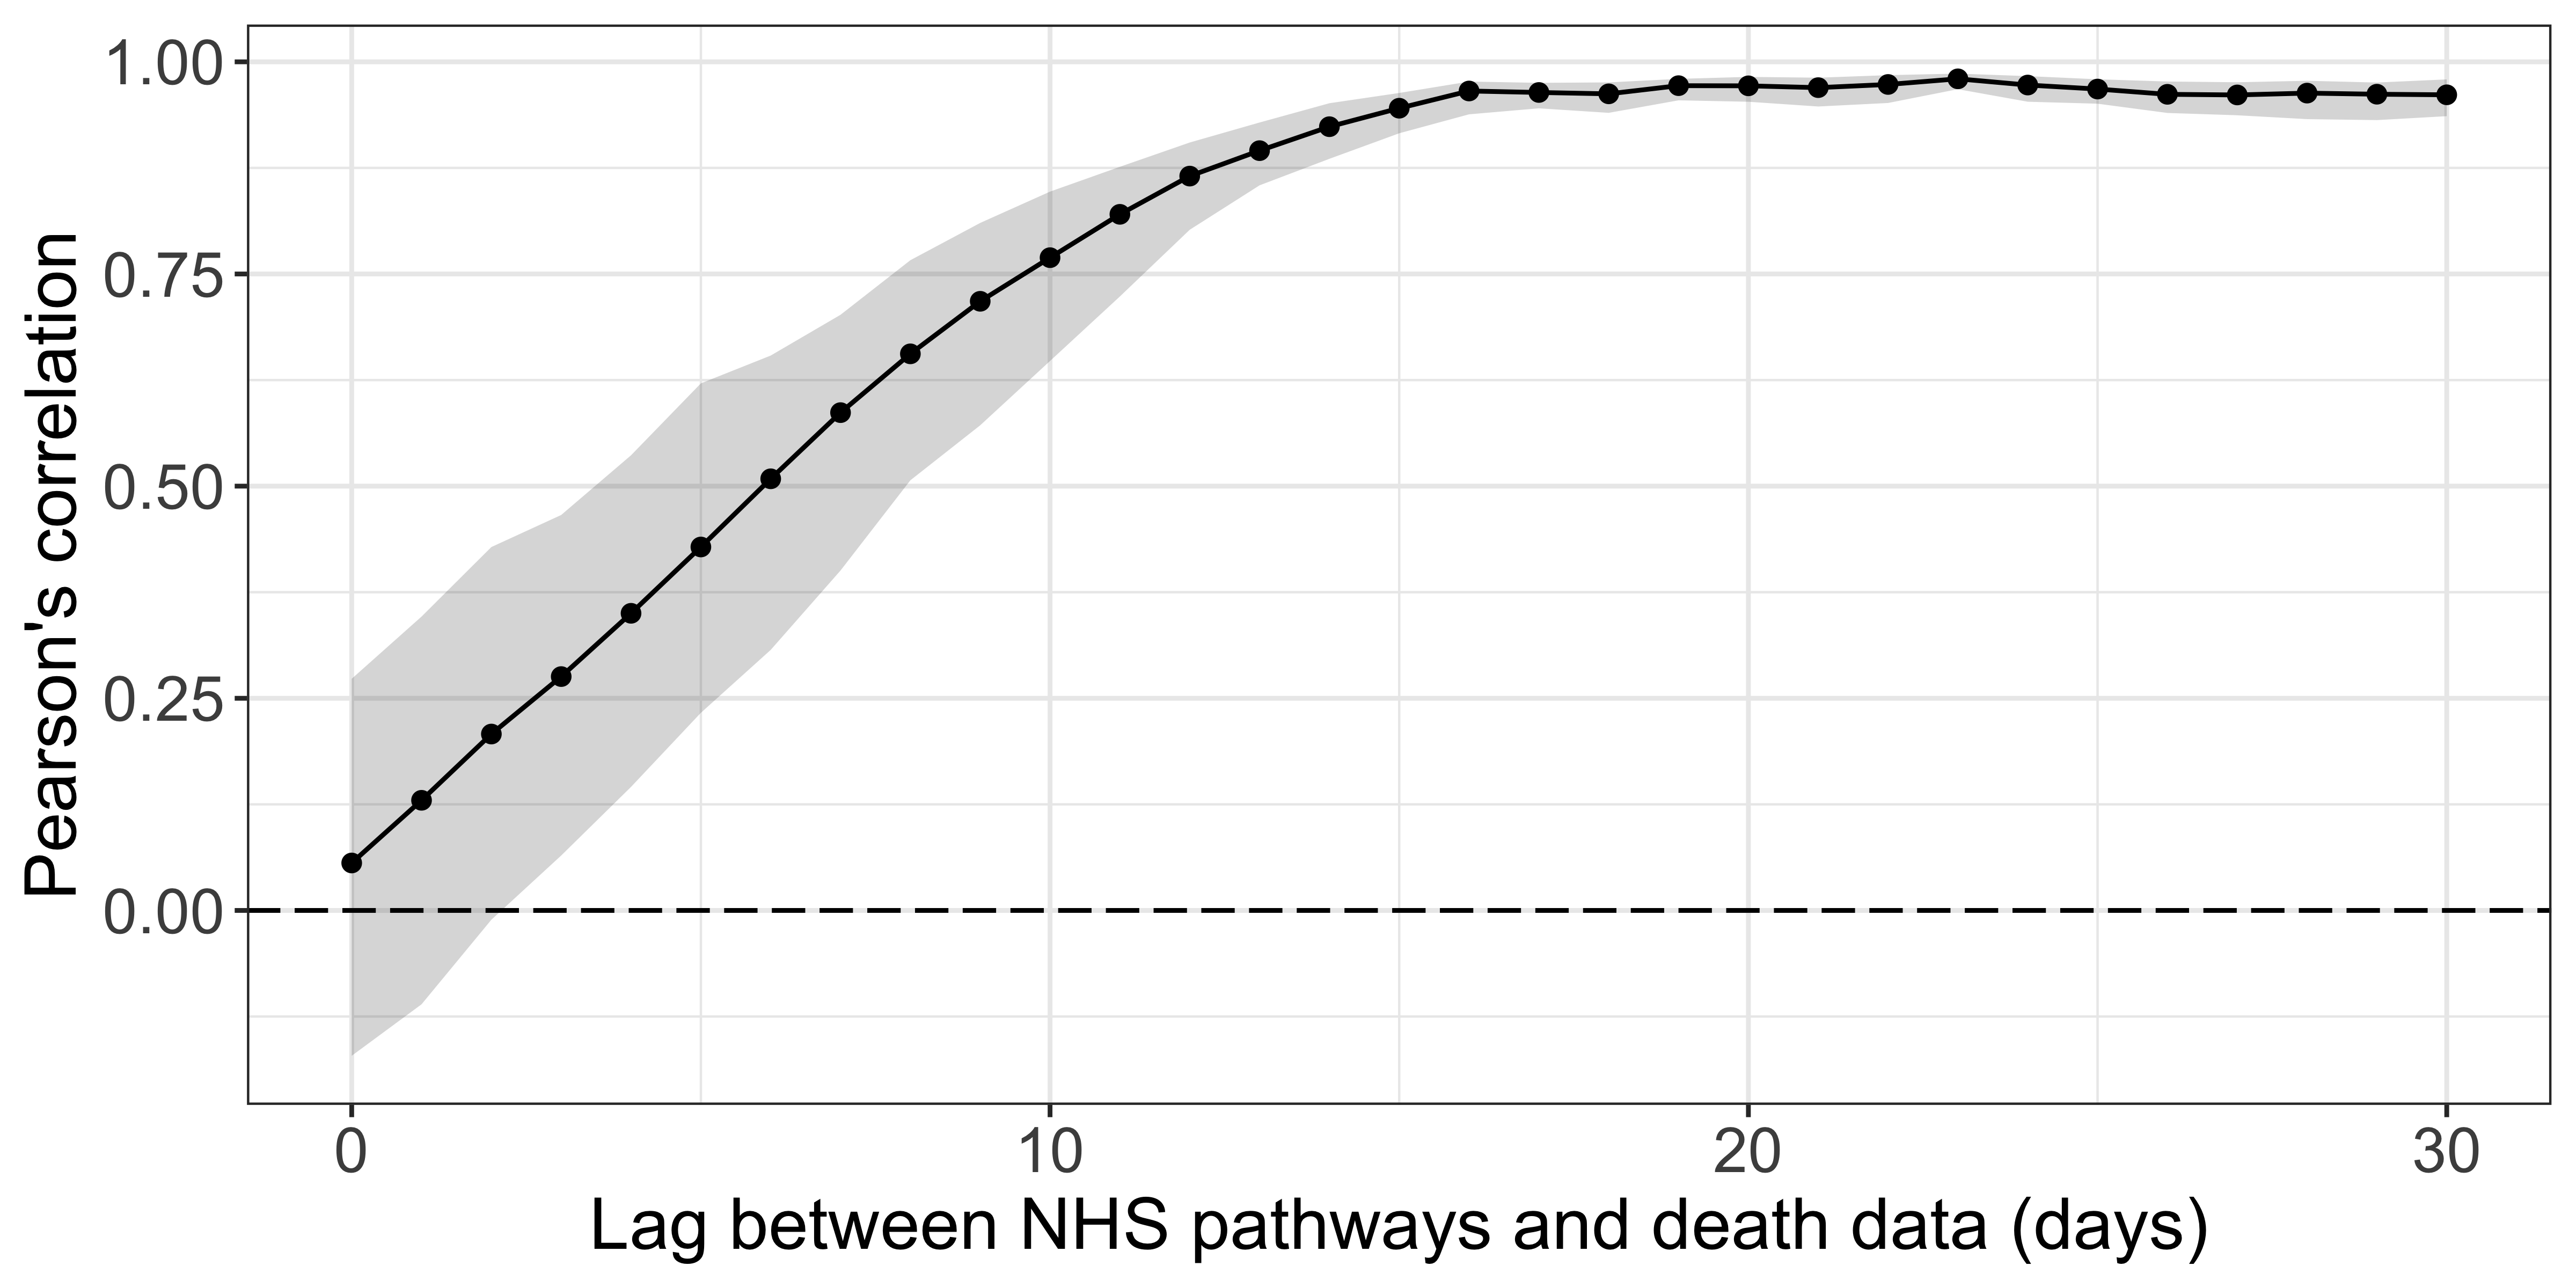 Pearson's correlation
1.00
0.75
0.50
0.25
0.00
0 10 20 30
Lag between NHS pathways and death data (days)